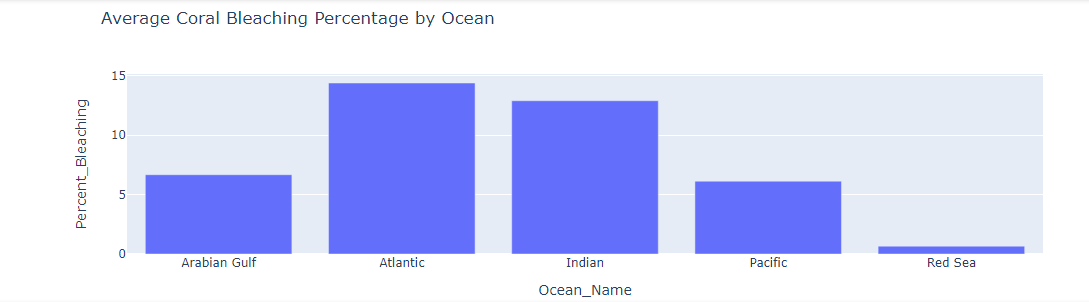 Average Coral Bleaching Percentage by Ocean
Percent_Bleaching
15
10
5
0
Arabian Gulf
Atlantic
Indian
Pacific
Red Sea
Ocean_Name